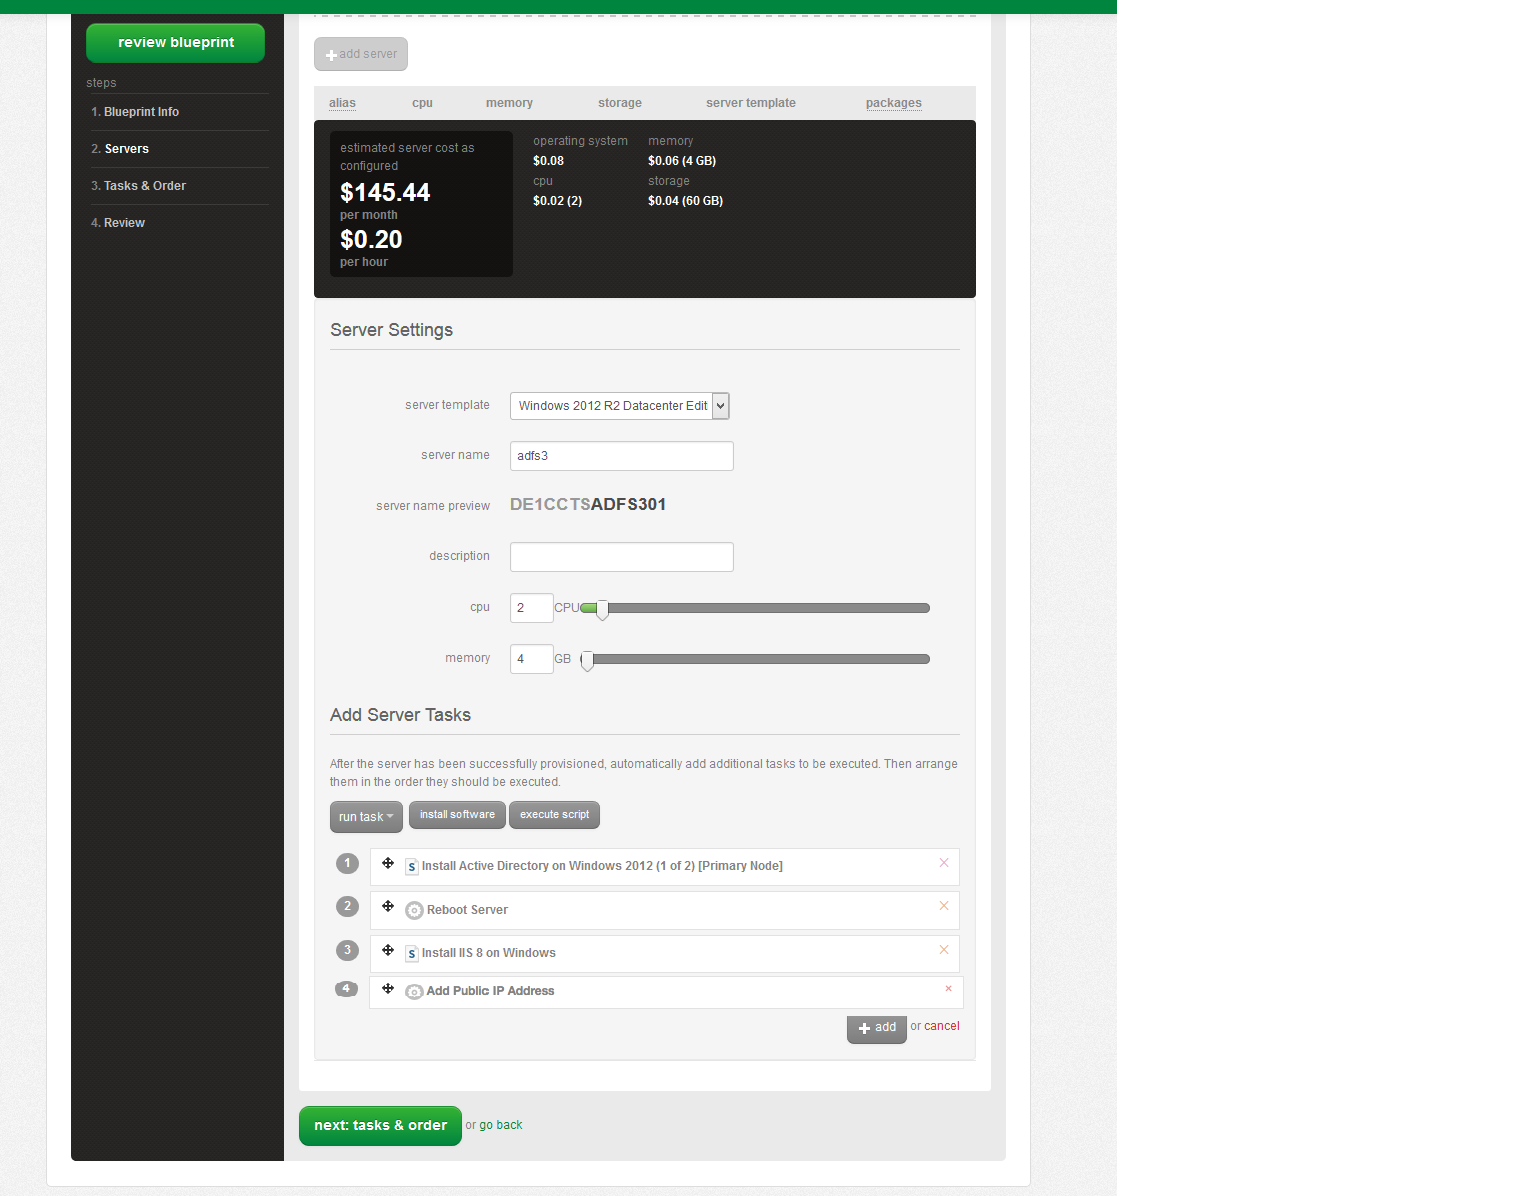 review blueprint
steps
1. Blueprint Info
2. Servers
3. Tasks & Order
4. Review
add server
alias cpu memory storage server template packages
estimated server cost as
configured
$145.44
per month
$0.20
per hour
operating system memory
$0.08 $0.06 (4 GB)
cpu storage
$0.02 (2) $0.04 (60 GB)
Server Settings
server template Windows 2012 R2 Datacenter Edit
server name adfs3
server name preview DE1CCTSADFS301
description
cpu 2 CPU
memory 4 GB
Add Server Tasks
After the server has been successfully provisioned, automatically add additional tasks to be executed. Then arrange
them in the order they should be executed.
run task install software execute script
1 S Install Active Directory on Windows 2012 (1 of 2) [Primary Node]
2 Reboot Server
3 S Install IIS 8 on Windows
4 Add Public IP Address
add or cancel
next: tasks & order or go back